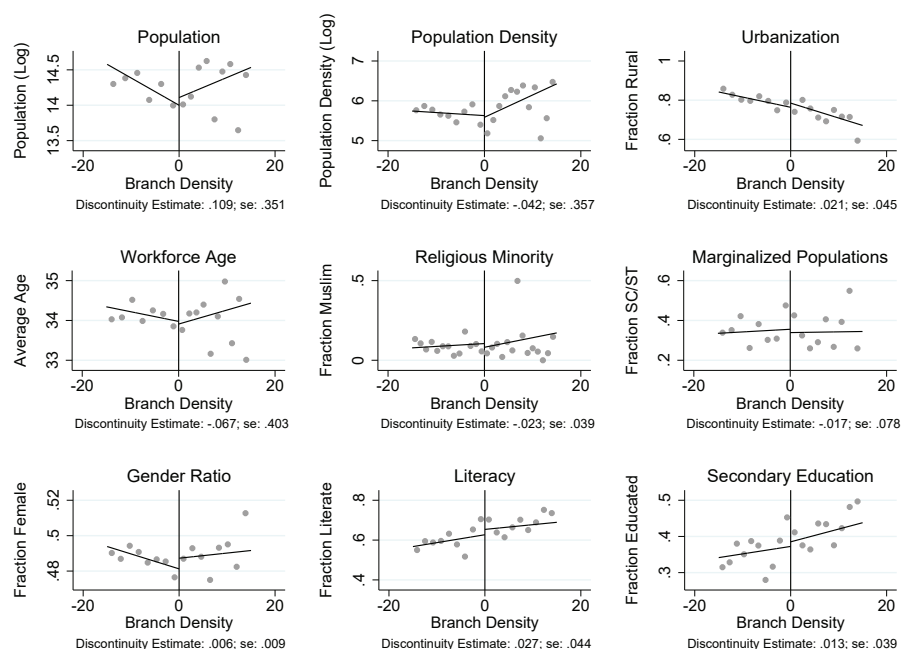 Population
Population (Log)
14.5
14
13.5
-20 0 20
Branch Density
Discontinuity Estimate: .109; se: .351
Population Density
Population Density (Log)
7
6
5
-20 0 20
Branch Density
Discontinuity Estimate: -.042; se: .357
Urbanization
Fraction Rural
1
.8
.6
-20 0 20
Branch Density
Discontinuity Estimate: .021; se: .045
Workforce Age
Average Age
35
34
33
-20 0 20
Branch Density
Discontinuity Estimate: -.067; se: .403
Religious Minority
Fraction Muslim
.5
0
-20 0 20
Branch Density
Discontinuity Estimate: -.023; se: .039
Marginalized Populations
Fraction SC/ST
.6
.4
.2
-20 0 20
Branch Density
Discontinuity Estimate: -.017; se: .078
Gender Ratio
Fraction Female
.52
.5
.48
-20 0 20
Branch Density
Discontinuity Estimate: .006; se: .009
Literacy
Fraction Literate
.8
.6
.4
-20 0 20
Branch Density
Discontinuity Estimate: .027; se: .044
Secondary Education
Fraction Educated
.5
.4
.3
-20 0 20
Branch Density
Discontinuity Estimate: .013; se: .039